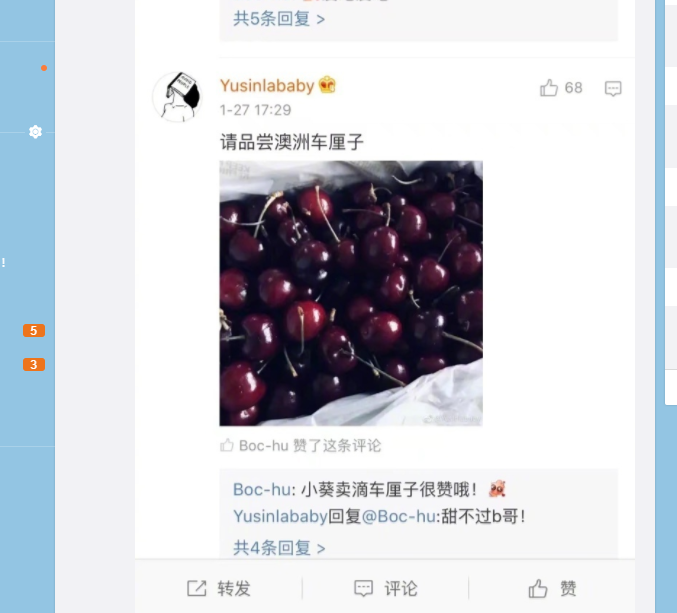 共5条回复 >
Yusinlababy
68
1-27 17:29
请品尝澳洲车厘子
Boc-hu 赞了这条评论
Boc-hu: 小葵卖滴车厘子很赞哦！
Yusinlababy回复@Boc-hu:甜不过b哥！
共4条回复 >
!
5
3
转发
评论
赞